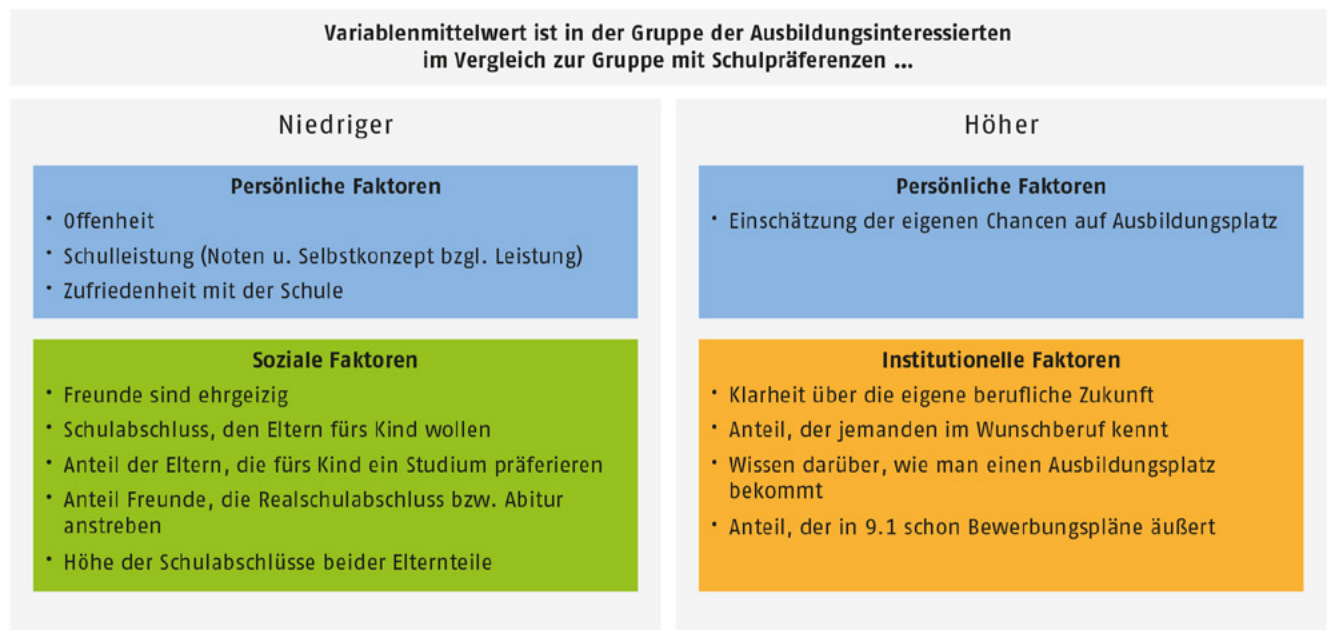 Variablenmittelwert ist in der Gruppe der Ausbildungsinteressierten
im Vergleich zur Gruppe mit Schulpräferenzen ...
Niedriger
Persönliche Faktoren
• Offenheit
• Schulleistung (Noten u. Selbstkonzept bzgl. Leistung)
• Zufriedenheit mit der Schule
Soziale Faktoren
• Freunde sind ehrgeizig
• Schulabschluss, den Eltern fürs Kind wollen
• Anteil der Eltern, die fürs Kind ein Studium präferieren
• Anteil Freunde, die Realschulabschluss bzw. Abitur
anstreben
• Höhe der Schulabschlüsse beider Elternteile
Höher
Persönliche Faktoren
• Einschätzung der eigenen Chancen auf Ausbildungsplatz
Institutionelle Faktoren
• Klarheit über die eigene berufliche Zukunft
• Anteil, der jemanden im Wunschberuf kennt
• Wissen darüber, wie man einen Ausbildungsplatz
bekommt
• Anteil, der in 9.1 schon Bewerbungspläne äußert